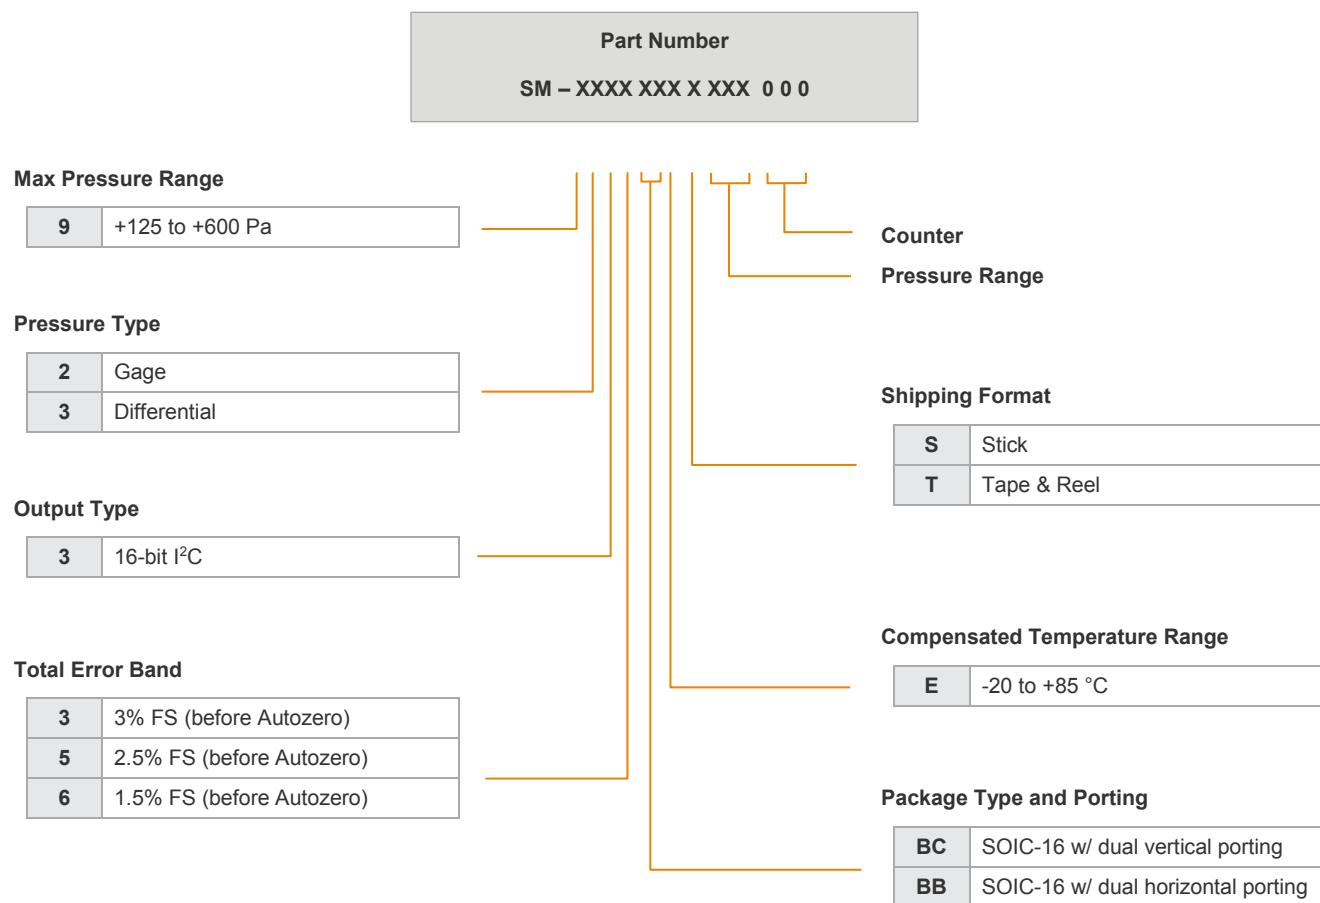 Part Number
SM – XXXX XXX X XXX 0 0 0
Max Pressure Range
9 +125 to +600 Pa
Pressure Type
2 Gage
3 Differential
Output Type
3 16-bit I²C
Total Error Band
3 3% FS (before Autozero)
5 2.5% FS (before Autozero)
6 1.5% FS (before Autozero)
Counter
Pressure Range
Shipping Format
S Stick
T Tape & Reel
Compensated Temperature Range
E -20 to +85 °C
Package Type and Porting
BC SOIC-16 w/ dual vertical porting
BB SOIC-16 w/ dual horizontal porting